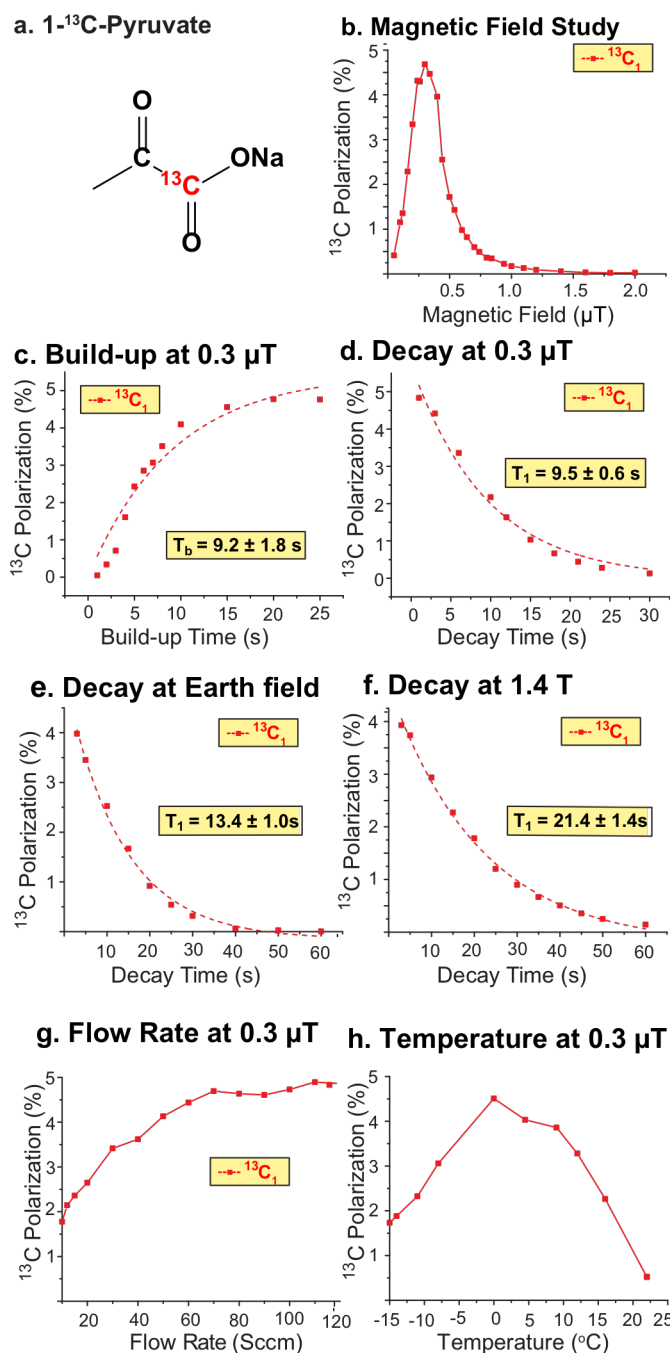 a. 1-¹³C-Pyruvate
O
C
¹³C
ONa
O
b. Magnetic Field Study
¹³C₁
¹³C Polarization (%)
5
4
3
2
1
0.5 1.0 1.5 2.0
Magnetic Field (µT)
c. Build-up at 0.3 µT
¹³C₁
¹³C Polarization (%)
5
4
3
2
1
0
T_b = 9.2 ± 1.8 s
0 5 10 15 20 25
Build-up Time (s)
d. Decay at 0.3 µT
¹³C₁
¹³C Polarization (%)
5
4
3
2
1
0
T₁ = 9.5 ± 0.6 s
0 5 10 15 20 25 30
Decay Time (s)
e. Decay at Earth field
¹³C₁
¹³C Polarization (%)
4
3
2
1
0
T₁ = 13.4 ± 1.0s
10 20 30 40 50 60
Decay Time (s)
f. Decay at 1.4 T
¹³C₁
¹³C Polarization (%)
4
3
2
1
0
T₁ = 21.4 ± 1.4s
10 20 30 40 50 60
Decay Time (s)
g. Flow Rate at 0.3 µT
¹³C Polarization (%)
5
4
3
2
1
0
¹³C₁
20 40 60 80 100 120
Flow Rate (Sccm)
h. Temperature at 0.3 µT
¹³C Polarization (%)
5
4
3
2
1
0
-15 -10 -5 0 5 10 15 20 25
Temperature (°C)